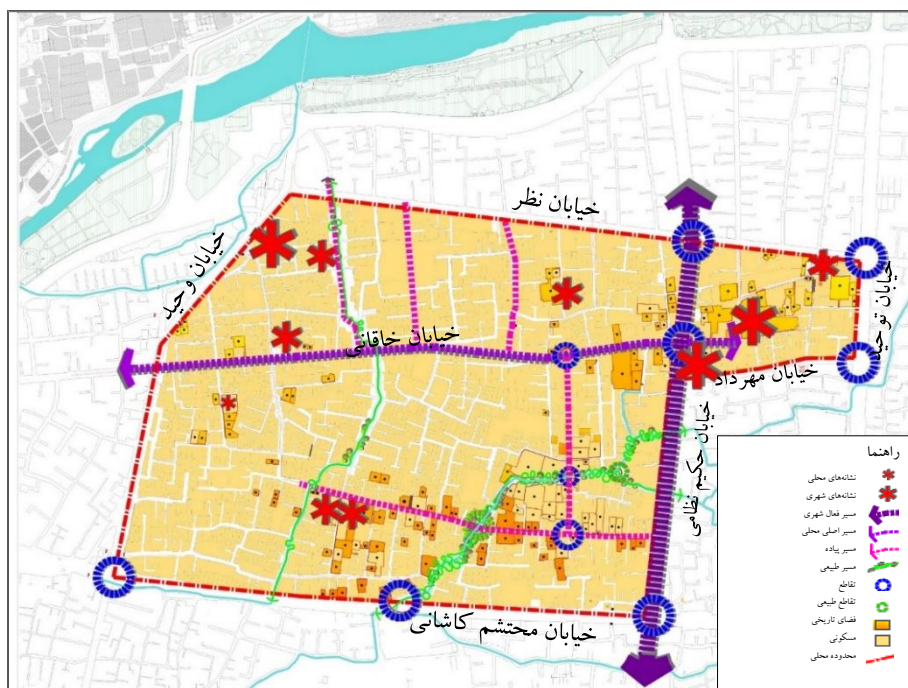 خیابان نظر
خیابان وحید
خیابان توحید
خیابان خاقانی
خیابان مهرداد
خیابان حکیم نظامی
خیابان محتشم کاشانی
راهنما
نشانه‌های محلی
نشانه‌های شهری
مسیر فعال شهری
مسیر اصلی محلی
مسیر پیاده
مسیر طبیعی
تقاطع
تقاطع طبیعی
فضای تاریخی
مسکونی
محدوده محلی